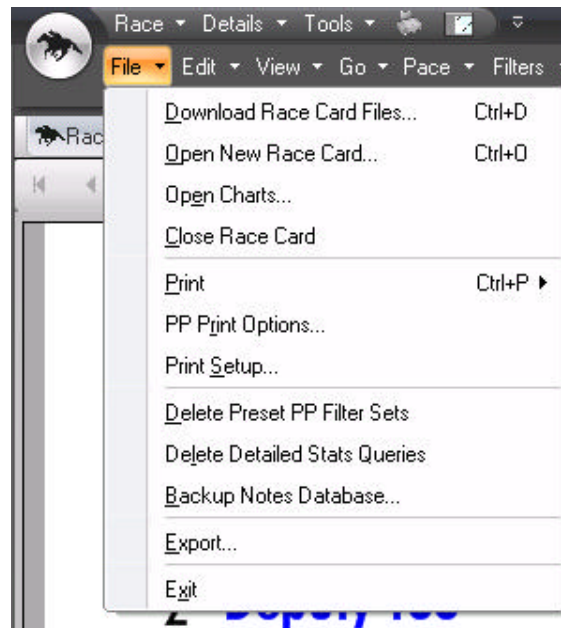 Race Details Tools
File Edit View Go Pace Filters
Download Race Card Files... Ctrl+D
Rac
Open New Race Card... Ctrl+O
Open Charts...
Close Race Card
Print Ctrl+P
PP Print Options...
Print Setup...
Delete Preset PP Filter Sets
Delete Detailed Stats Queries
Backup Notes Database...
Export...
Exit
2